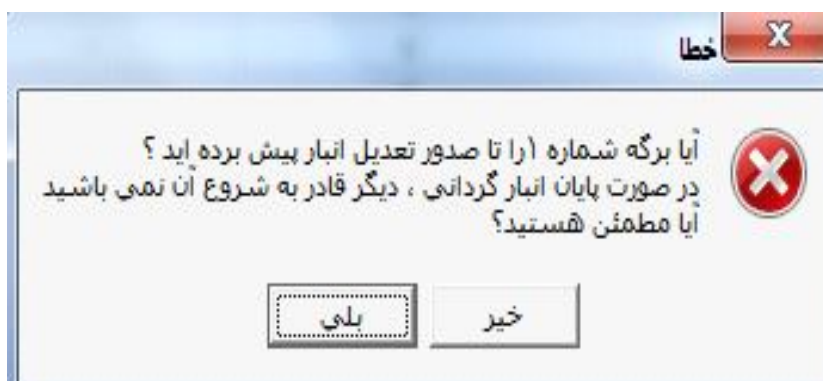 خطا
آیا برگه شماره ۱را تا صدور تعدیل انبار پیش برده اید ؟
در صورت پایان انبار گردانی ، دیگر قادر به شروع آن نمی باشید
آیا مطمئن هستید؟
خیر
بلی